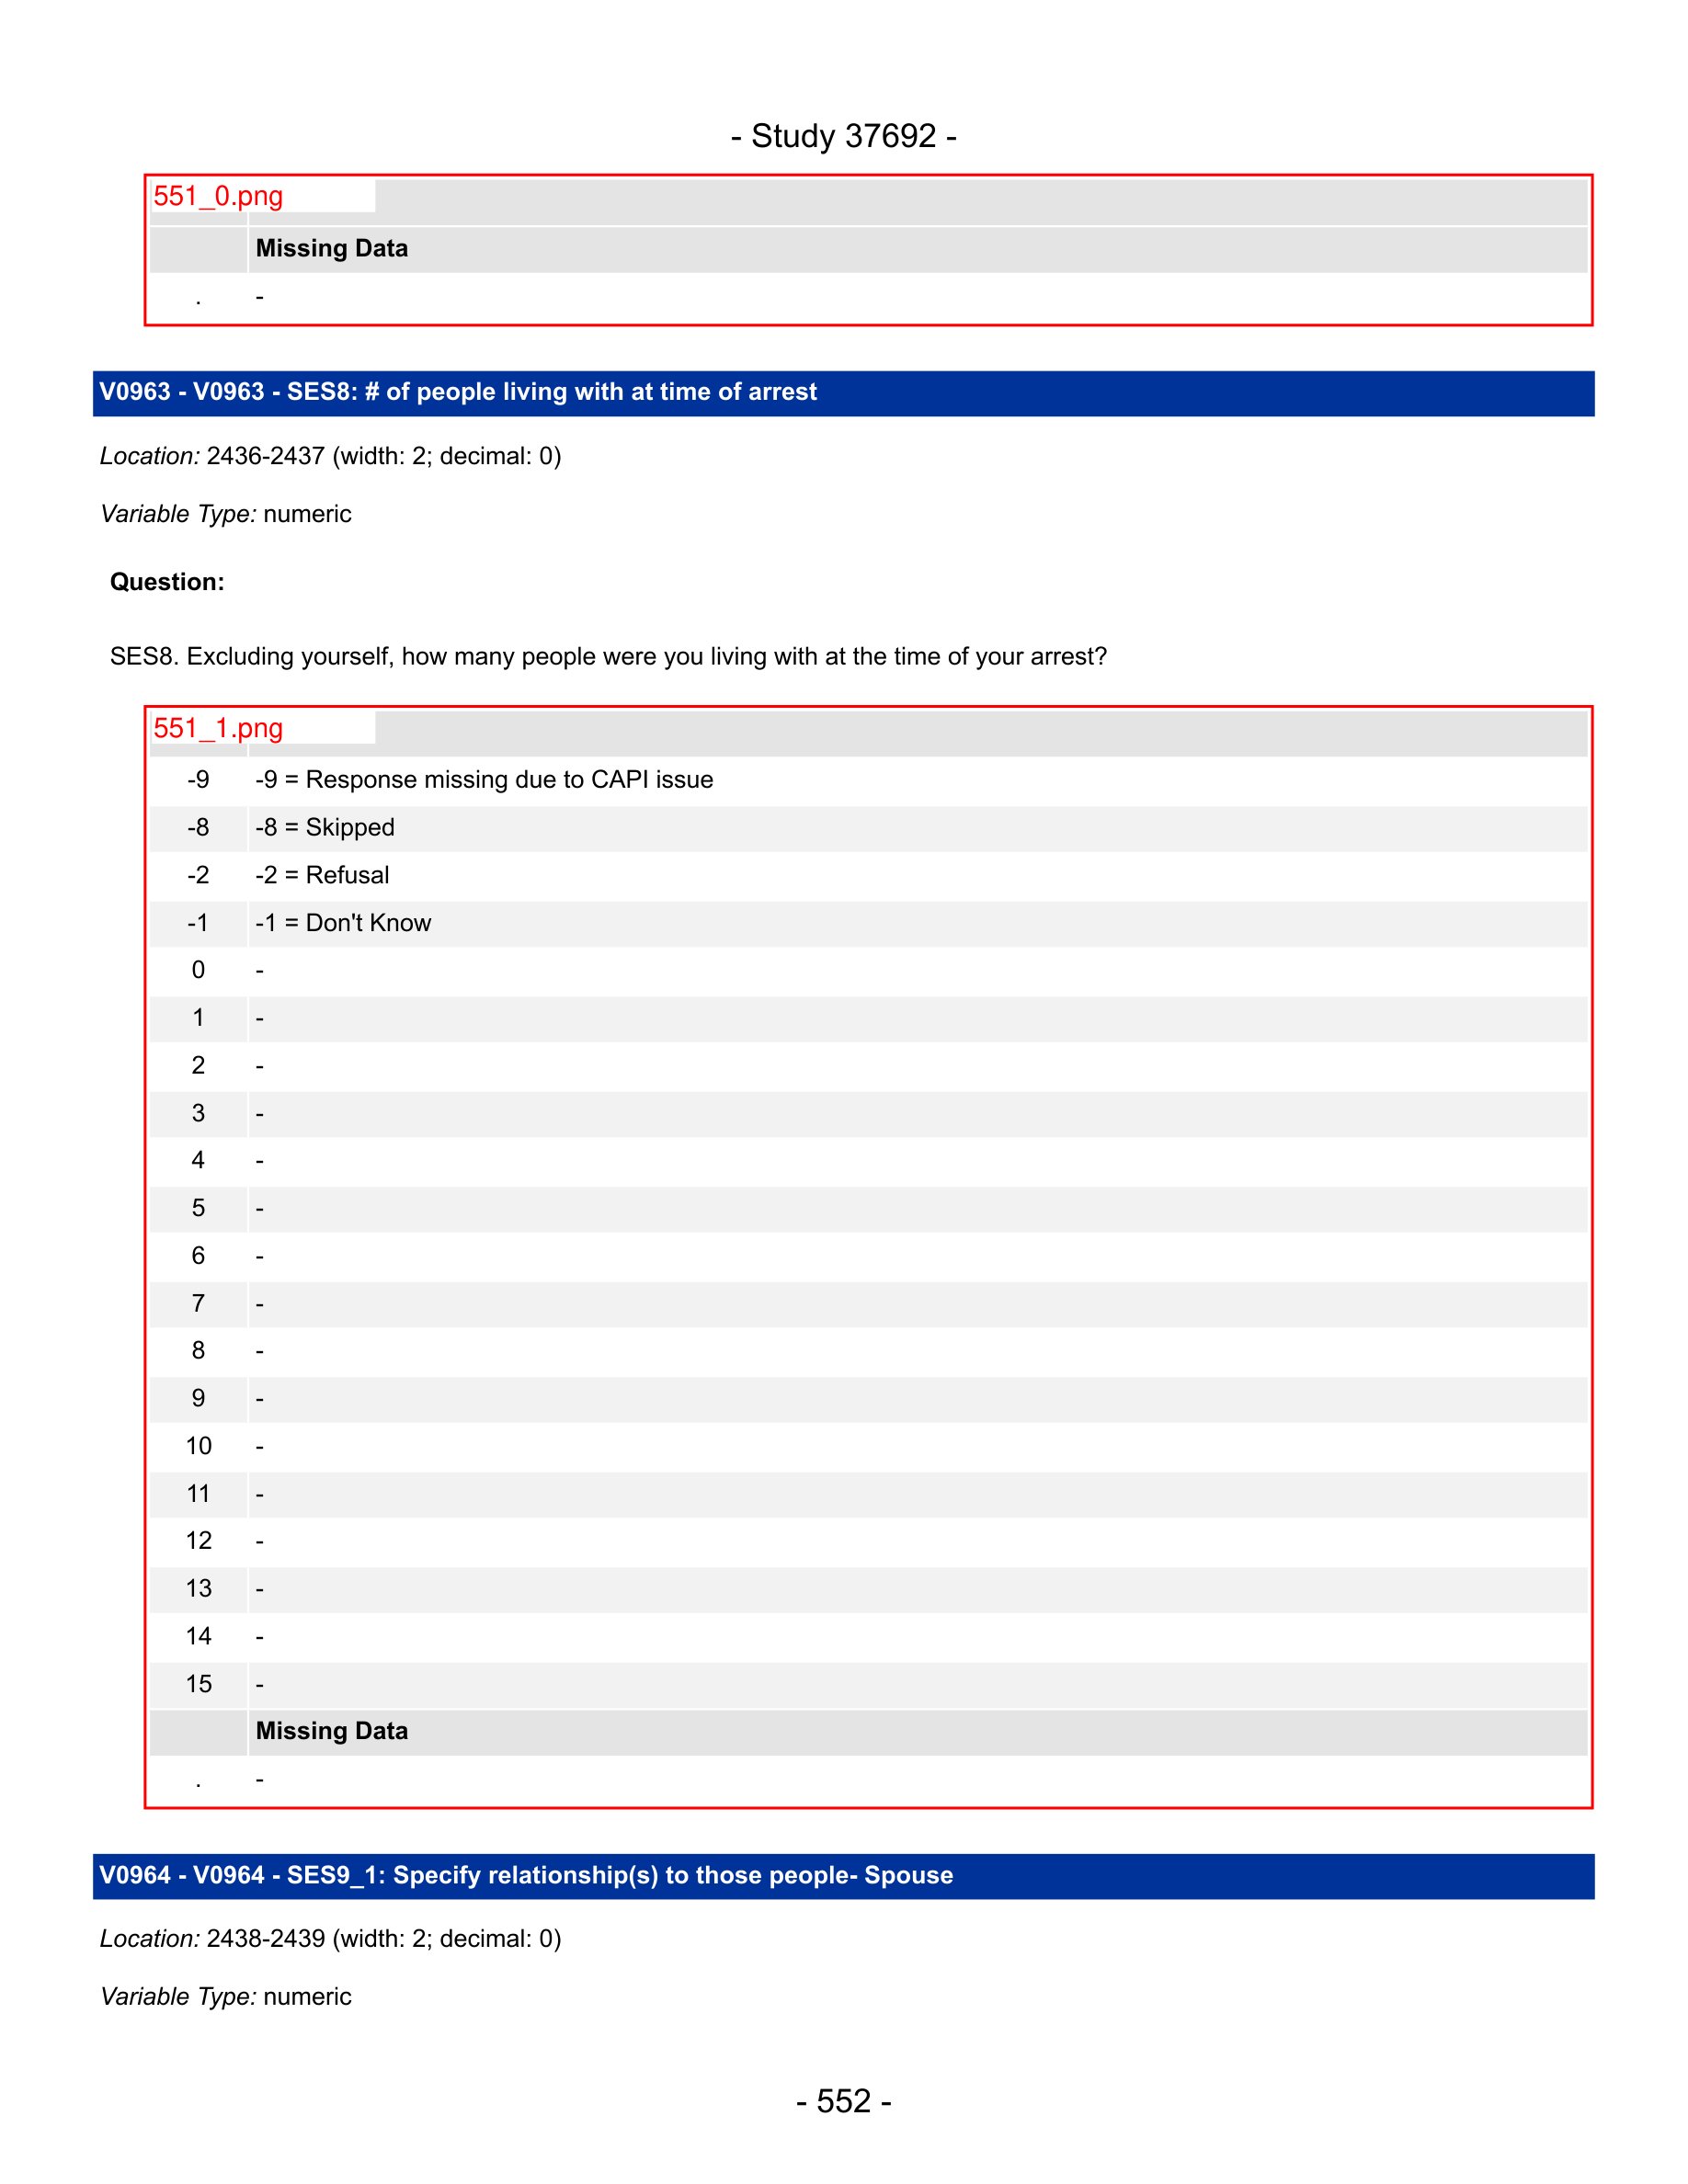 - Study 37692 -
551_0.png
Missing Data
. -
V0963 - V0963 - SES8: # of people living with at time of arrest
Location: 2436-2437 (width: 2; decimal: 0)
Variable Type: numeric
Question:
SES8. Excluding yourself, how many people were you living with at the time of your arrest?
551_1.png
-9 -9 = Response missing due to CAPI issue
-8 -8 = Skipped
-2 -2 = Refusal
-1 -1 = Don't Know
0 -
1 -
2 -
3 -
4 -
5 -
6 -
7 -
8 -
9 -
10 -
11 -
12 -
13 -
14 -
15 -
Missing Data
. -
V0964 - V0964 - SES9_1: Specify relationship(s) to those people- Spouse
Location: 2438-2439 (width: 2; decimal: 0)
Variable Type: numeric
- 552 -